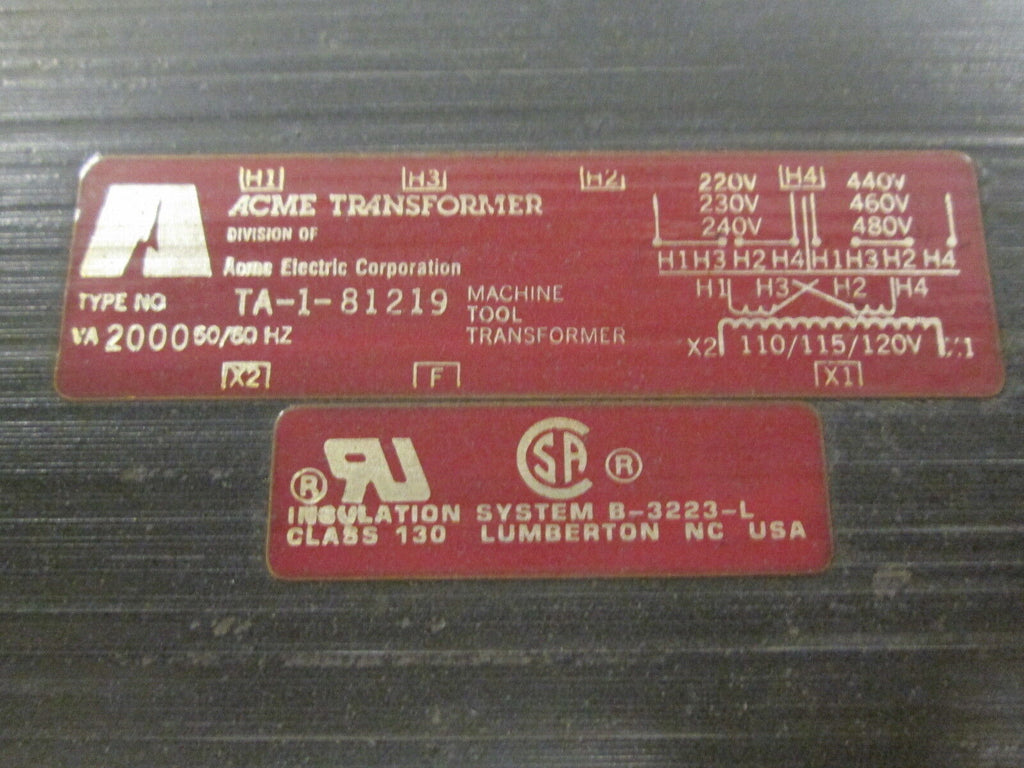 H1 H3 H2 H4
ACME TRANSFORMER
DIVISION OF
Acme Electric Corporation
TYPE NO TA-1-81219
VA 2000 50/60 HZ
MACHINE
TOOL
TRANSFORMER
220V 440V
230V 460V
240V 480V
H1 H3 H2 H4 H1 H3 H2 H4
H1 H3 H2 H4
X2 110/115/120V X1
X2 F X1
® RU CSA ®
INSULATION SYSTEM B-3223-L
CLASS 130 LUMBERTON NC USA